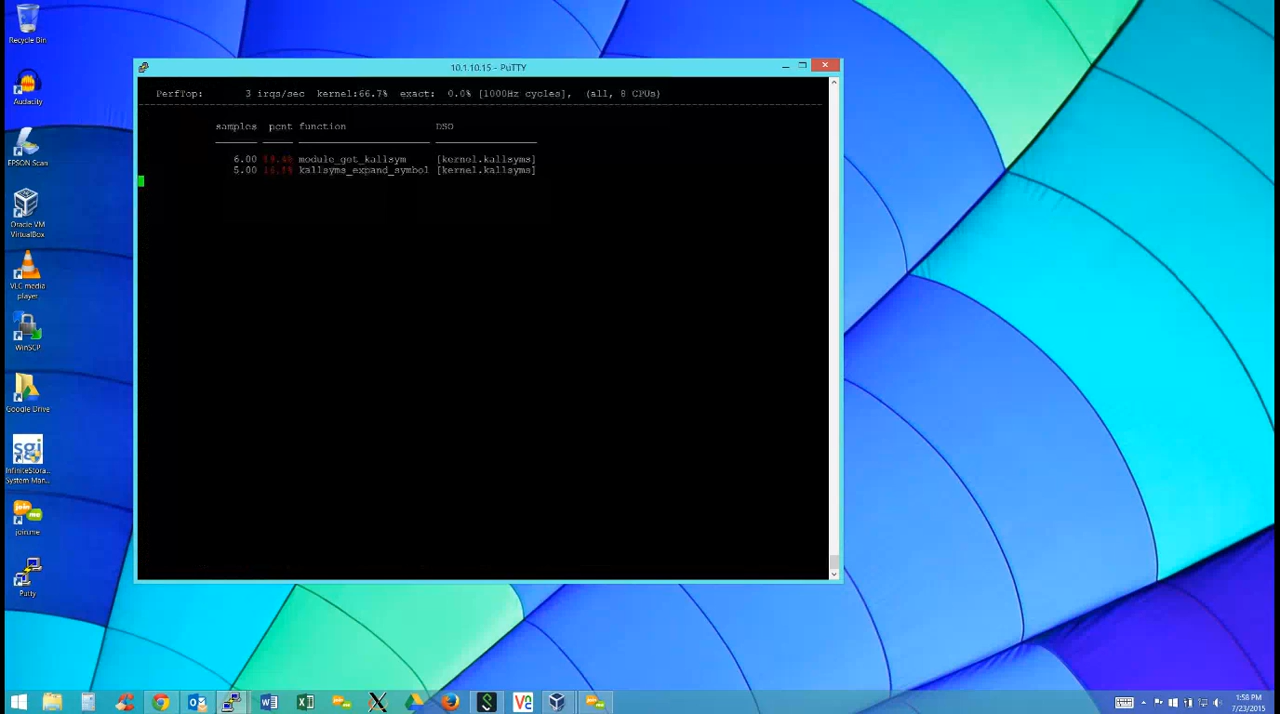 Recycle Bin
Audacity
EPSON Scan
Oracle VM
VirtualBox
VLC media
player
WinSCP
Google Drive
sgi
InfiniteStora...
System Man...
join.me
Putty
10.1.10.15 - PuTTY
PerfTop: 3 irqs/sec kernel:66.7% exact: 0.0% [1000Hz cycles], (all, 8 CPUs)
samples pcnt function DSO
6.00 module_get_kallsym [kernel.kallsyms]
5.00 kallsyms_expand_symbol [kernel.kallsyms]
1:58 PM
7/23/2015